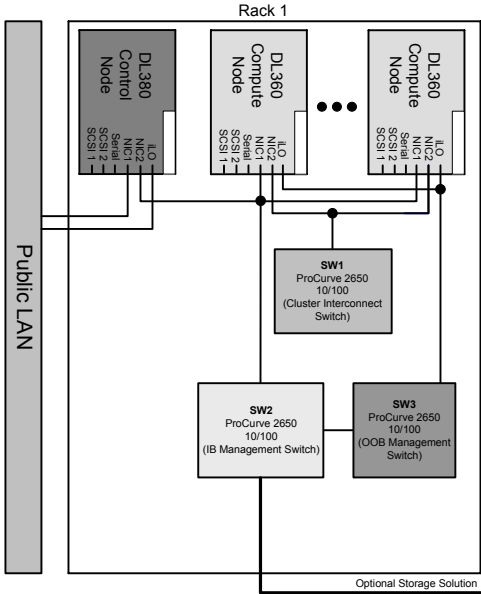 Rack 1
DL380
Control
Node
SCSI 1
SCSI 2
Serial
NIC1
NIC2
iLO
DL360
Compute
Node
SCSI 1
SCSI 2
Serial
NIC1
NIC2
iLO
DL360
Compute
Node
SCSI 1
SCSI 2
Serial
NIC1
NIC2
iLO
Public LAN
SW1
ProCurve 2650
10/100
(Cluster Interconnect
Switch)
SW2
ProCurve 2650
10/100
(IB Management Switch)
SW3
ProCurve 2650
10/100
(OOB Management
Switch)
Optional Storage Solution